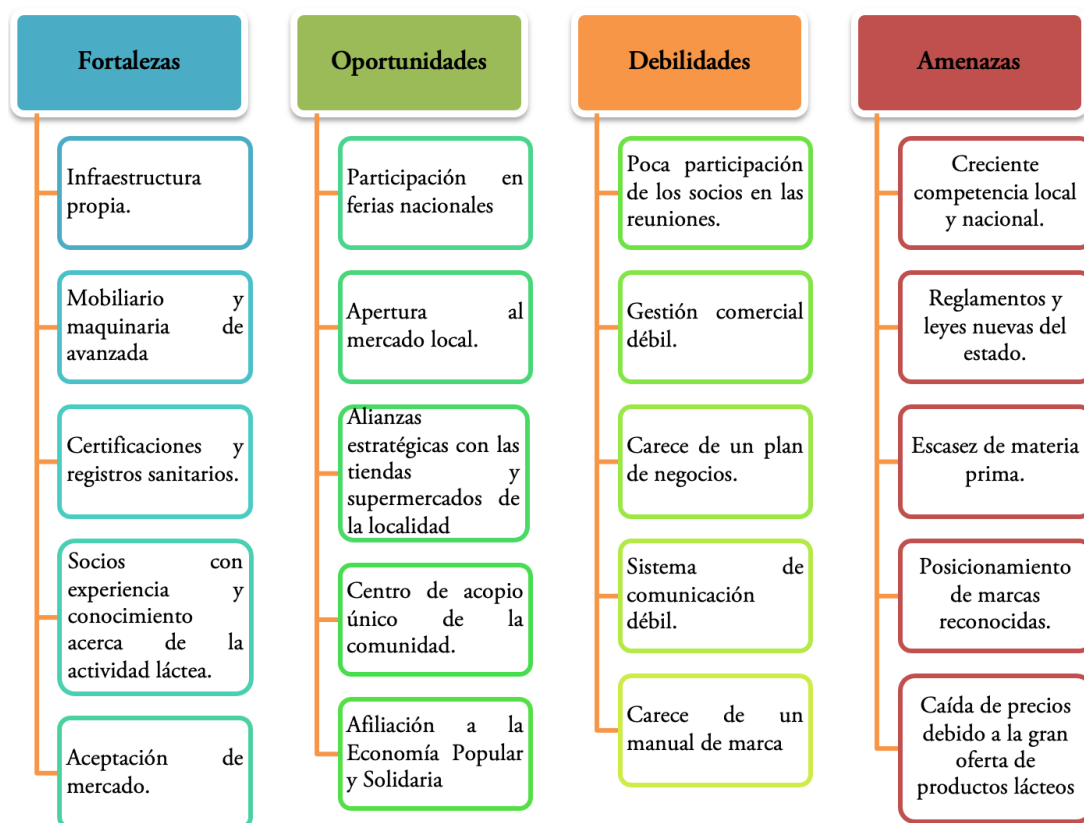 Fortalezas
Infraestructura
propia.
Mobiliario y
maquinaria de
avanzada
Certificaciones y
registros sanitarios.
Socios con
experiencia y
conocimiento
acerca de la
actividad láctea.
Aceptación de
mercado.
Oportunidades
Participación en
ferias nacionales
Apertura al
mercado local.
Alianzas
estratégicas con las
tiendas y
supermercados de
la localidad
Centro de acopio
único de la
comunidad.
Afiliación a la
Economía Popular
y Solidaria
Debilidades
Poca participación
de los socios en las
reuniones.
Gestión comercial
débil.
Carece de un plan
de negocios.
Sistema de
comunicación
débil.
Carece de un
manual de marca
Amenazas
Creciente
competencia local
y nacional.
Reglamentos y
leyes nuevas del
estado.
Escasez de materia
prima.
Posicionamiento
de marcas
reconocidas.
Caída de precios
debido a la gran
oferta de
productos lácteos